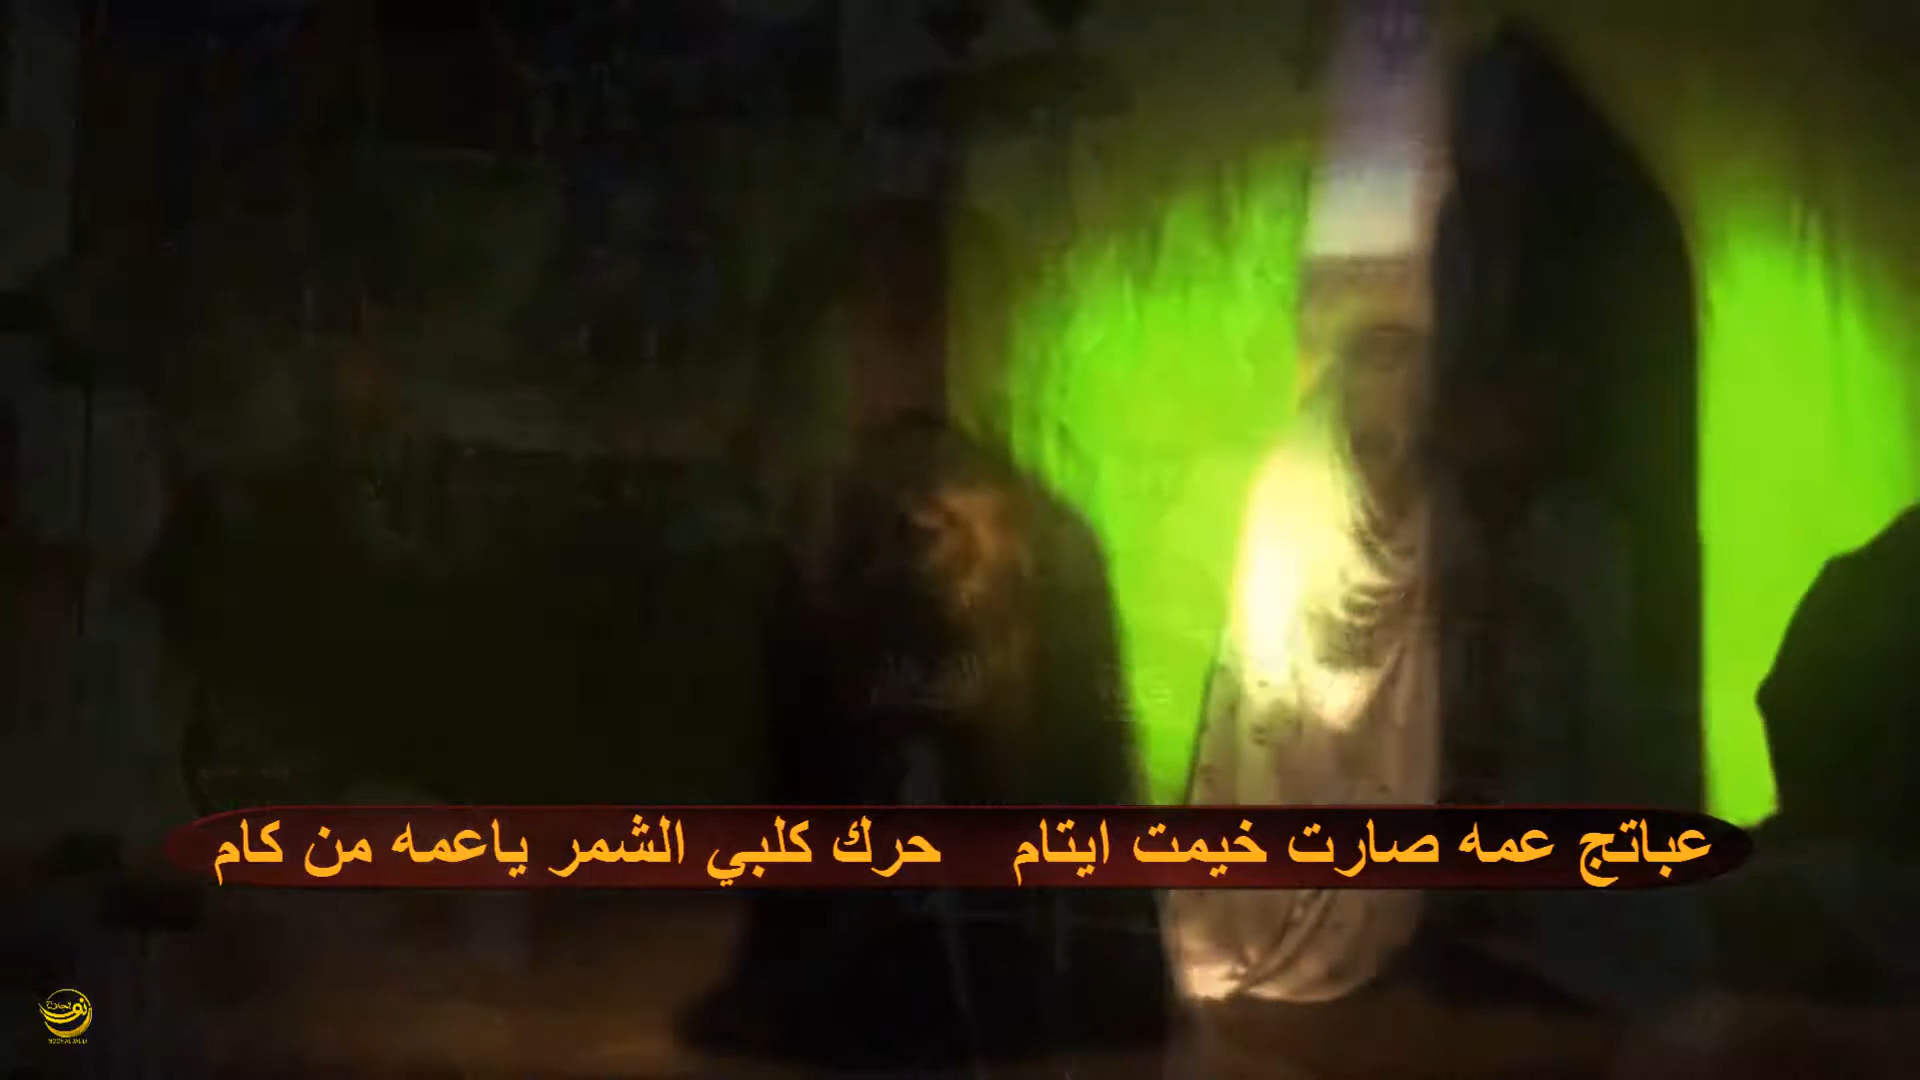 عباتج عمه صارت خيمت ايتام حرك كلبي الشمر ياعمه من كام